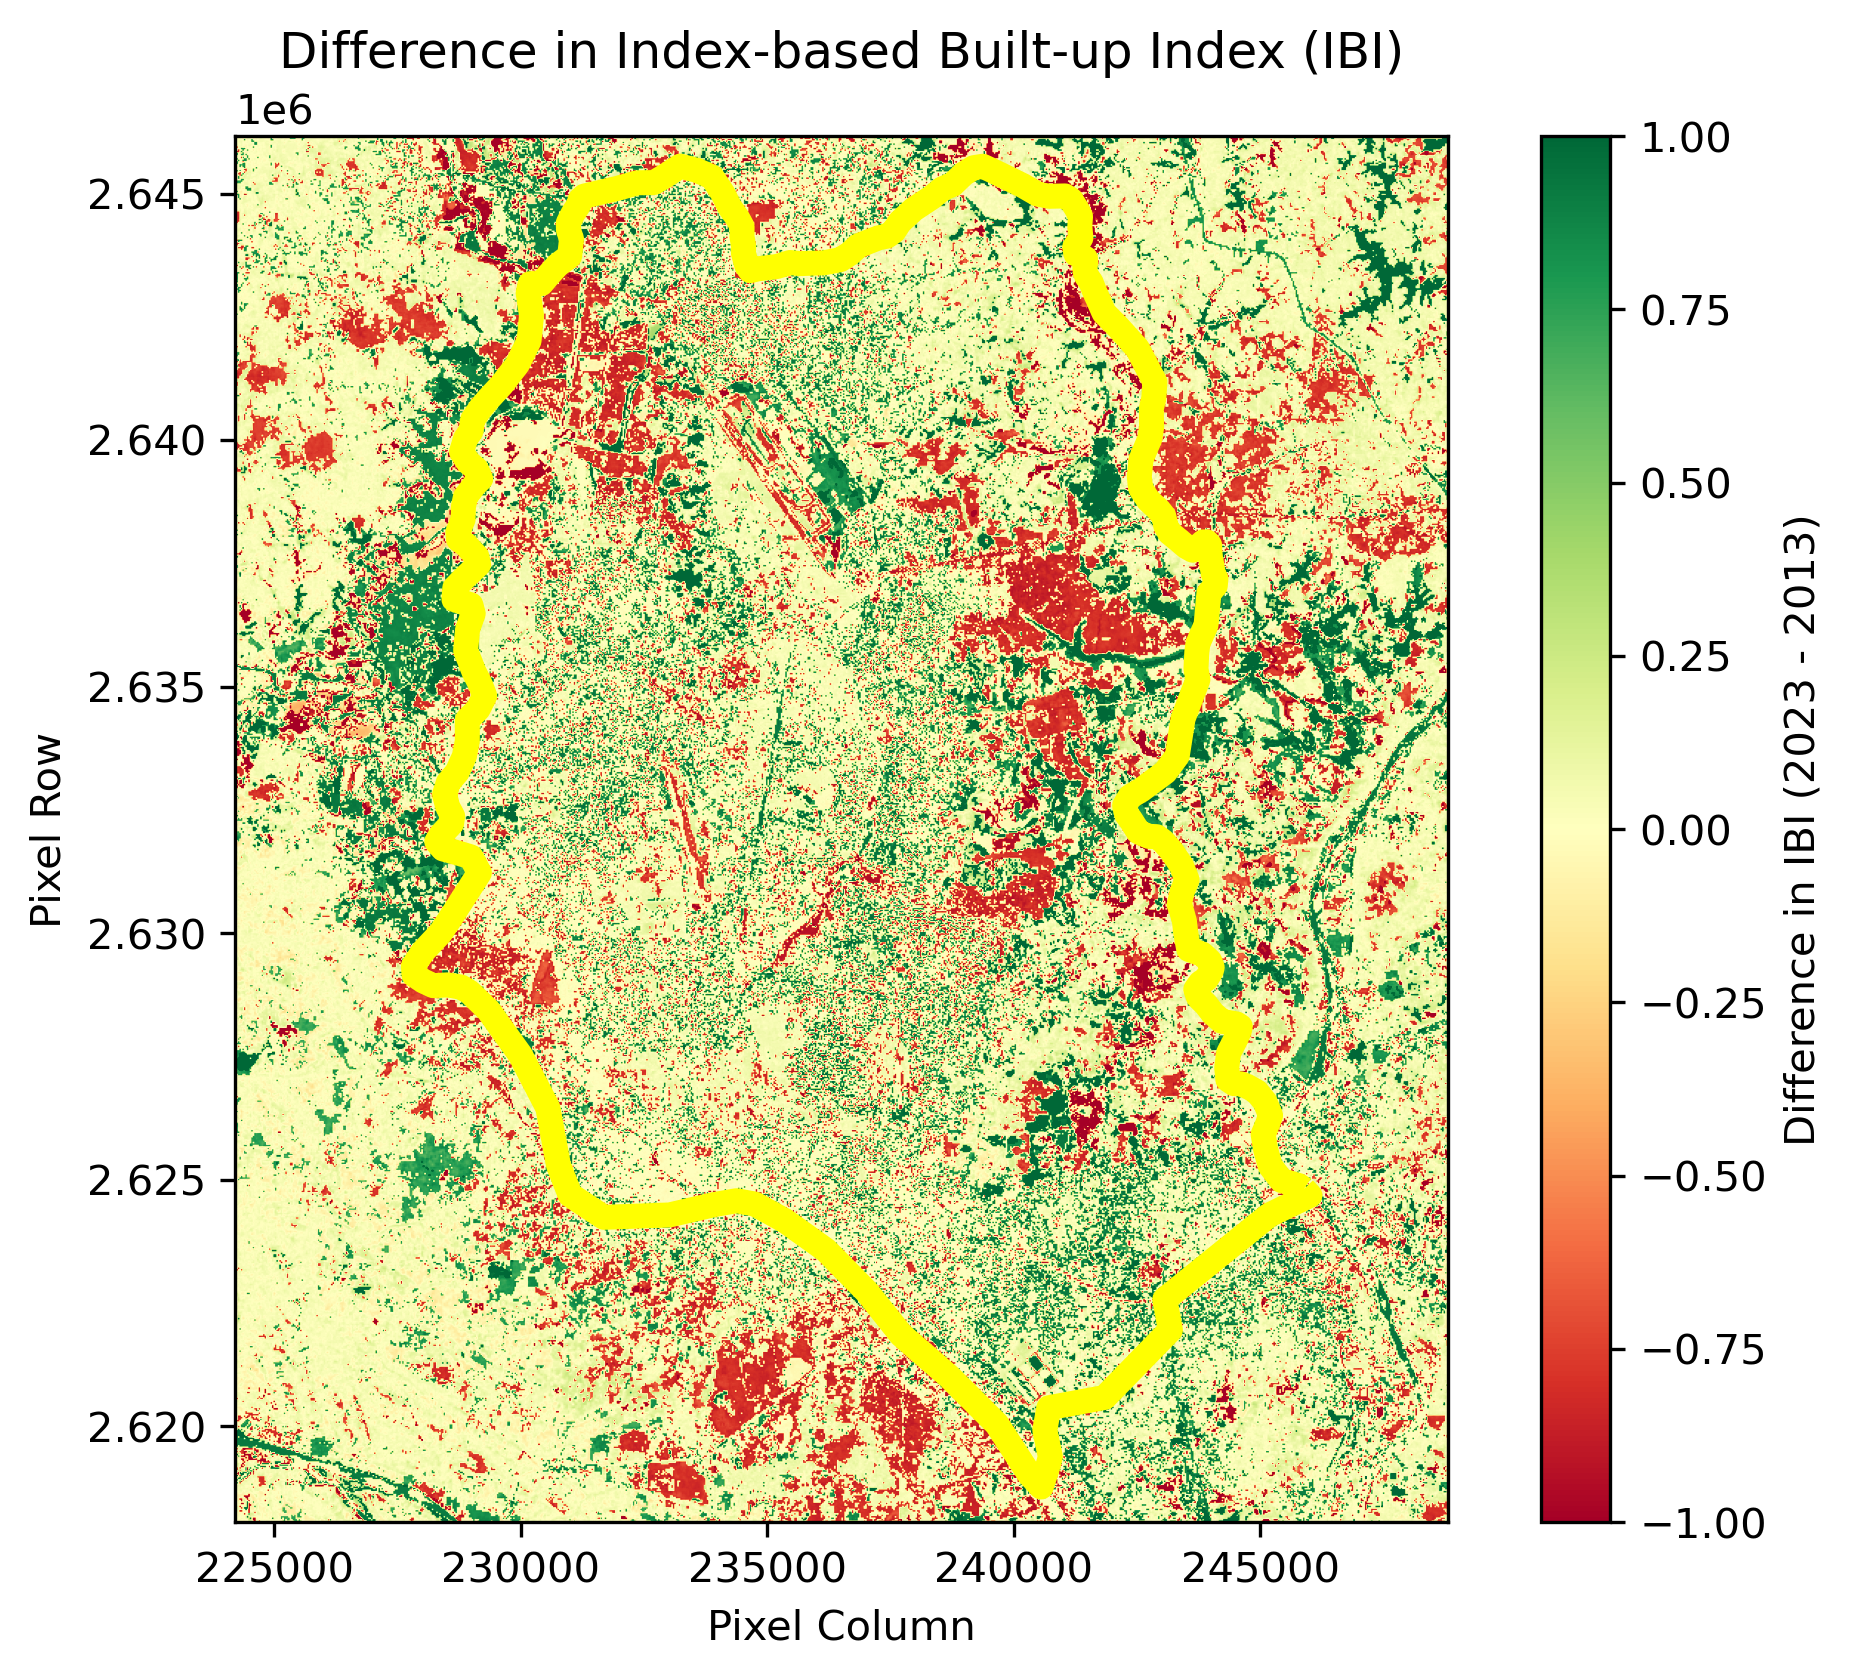 Difference in Index-based Built-up Index (IBI)
1e6
2.645
2.640
2.635
2.630
2.625
2.620
Pixel Row
225000 230000 235000 240000 245000
Pixel Column
1.00
0.75
0.50
0.25
0.00
−0.25
−0.50
−0.75
−1.00
Difference in IBI (2023 - 2013)